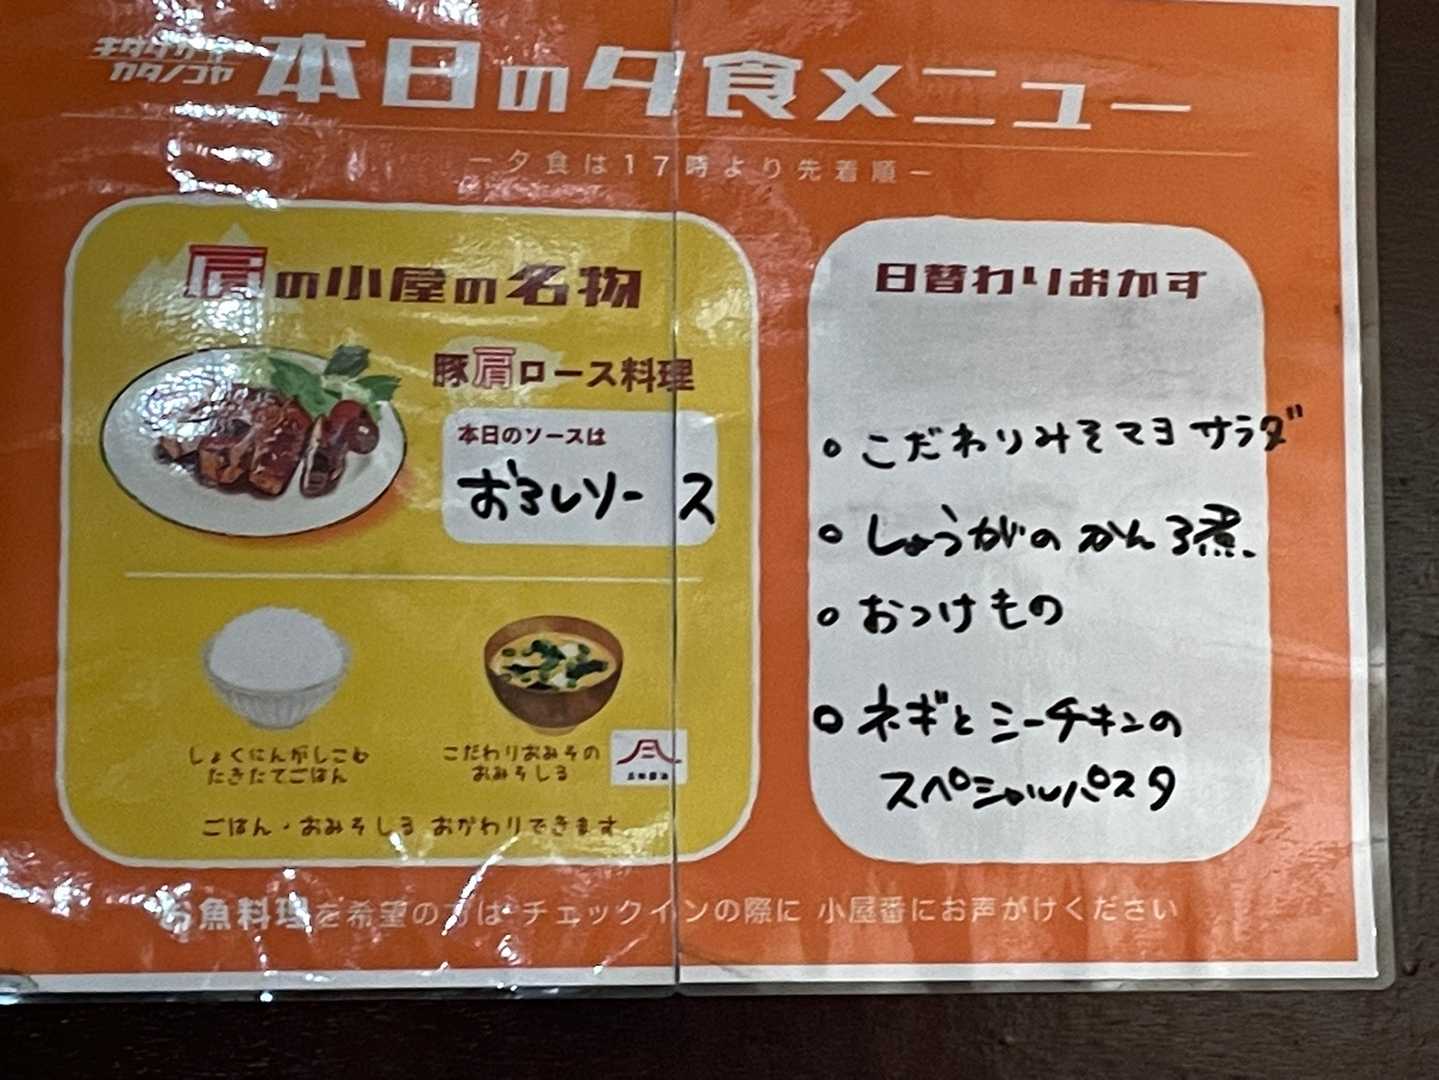 キタダケ
カタノコヤ
本日の夕食メニュー
ー夕食は17時より先着順ー
肩の小屋の名物
豚肩ロース料理
本日のソースは
おろしソース
しょくにんがしこむ
たきたてごはん
こだわりおみその
おみそしる
ごはん・おみそしる おかわりできます
日替わりおかず
○ こだわりみそマヨサラダ
○ しょうがのかんろ煮
○ おつけもの
○ ネギとシーチキンの
スペシャルパスタ
お魚料理を希望の方は チェックインの際に 小屋番にお声がけください